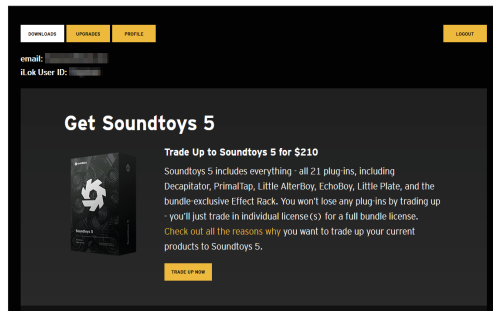 DOWNLOADS UPGRADES PROFILE LOGOUT
email:
iLok User ID:
Get Soundtoys 5
Trade Up to Soundtoys 5 for $210
Soundtoys 5 includes everything - all 21 plug-ins, including
Decapitator, PrimalTap, Little AlterBoy, EchoBoy, Little Plate, and the
bundle-exclusive Effect Rack. You won't lose any plug-ins by trading up
- you'll just trade in individual license(s) for a full bundle license.
Check out all the reasons why you want to trade up your current
products to Soundtoys 5.
Soundtoys 5
TRADE UP NOW